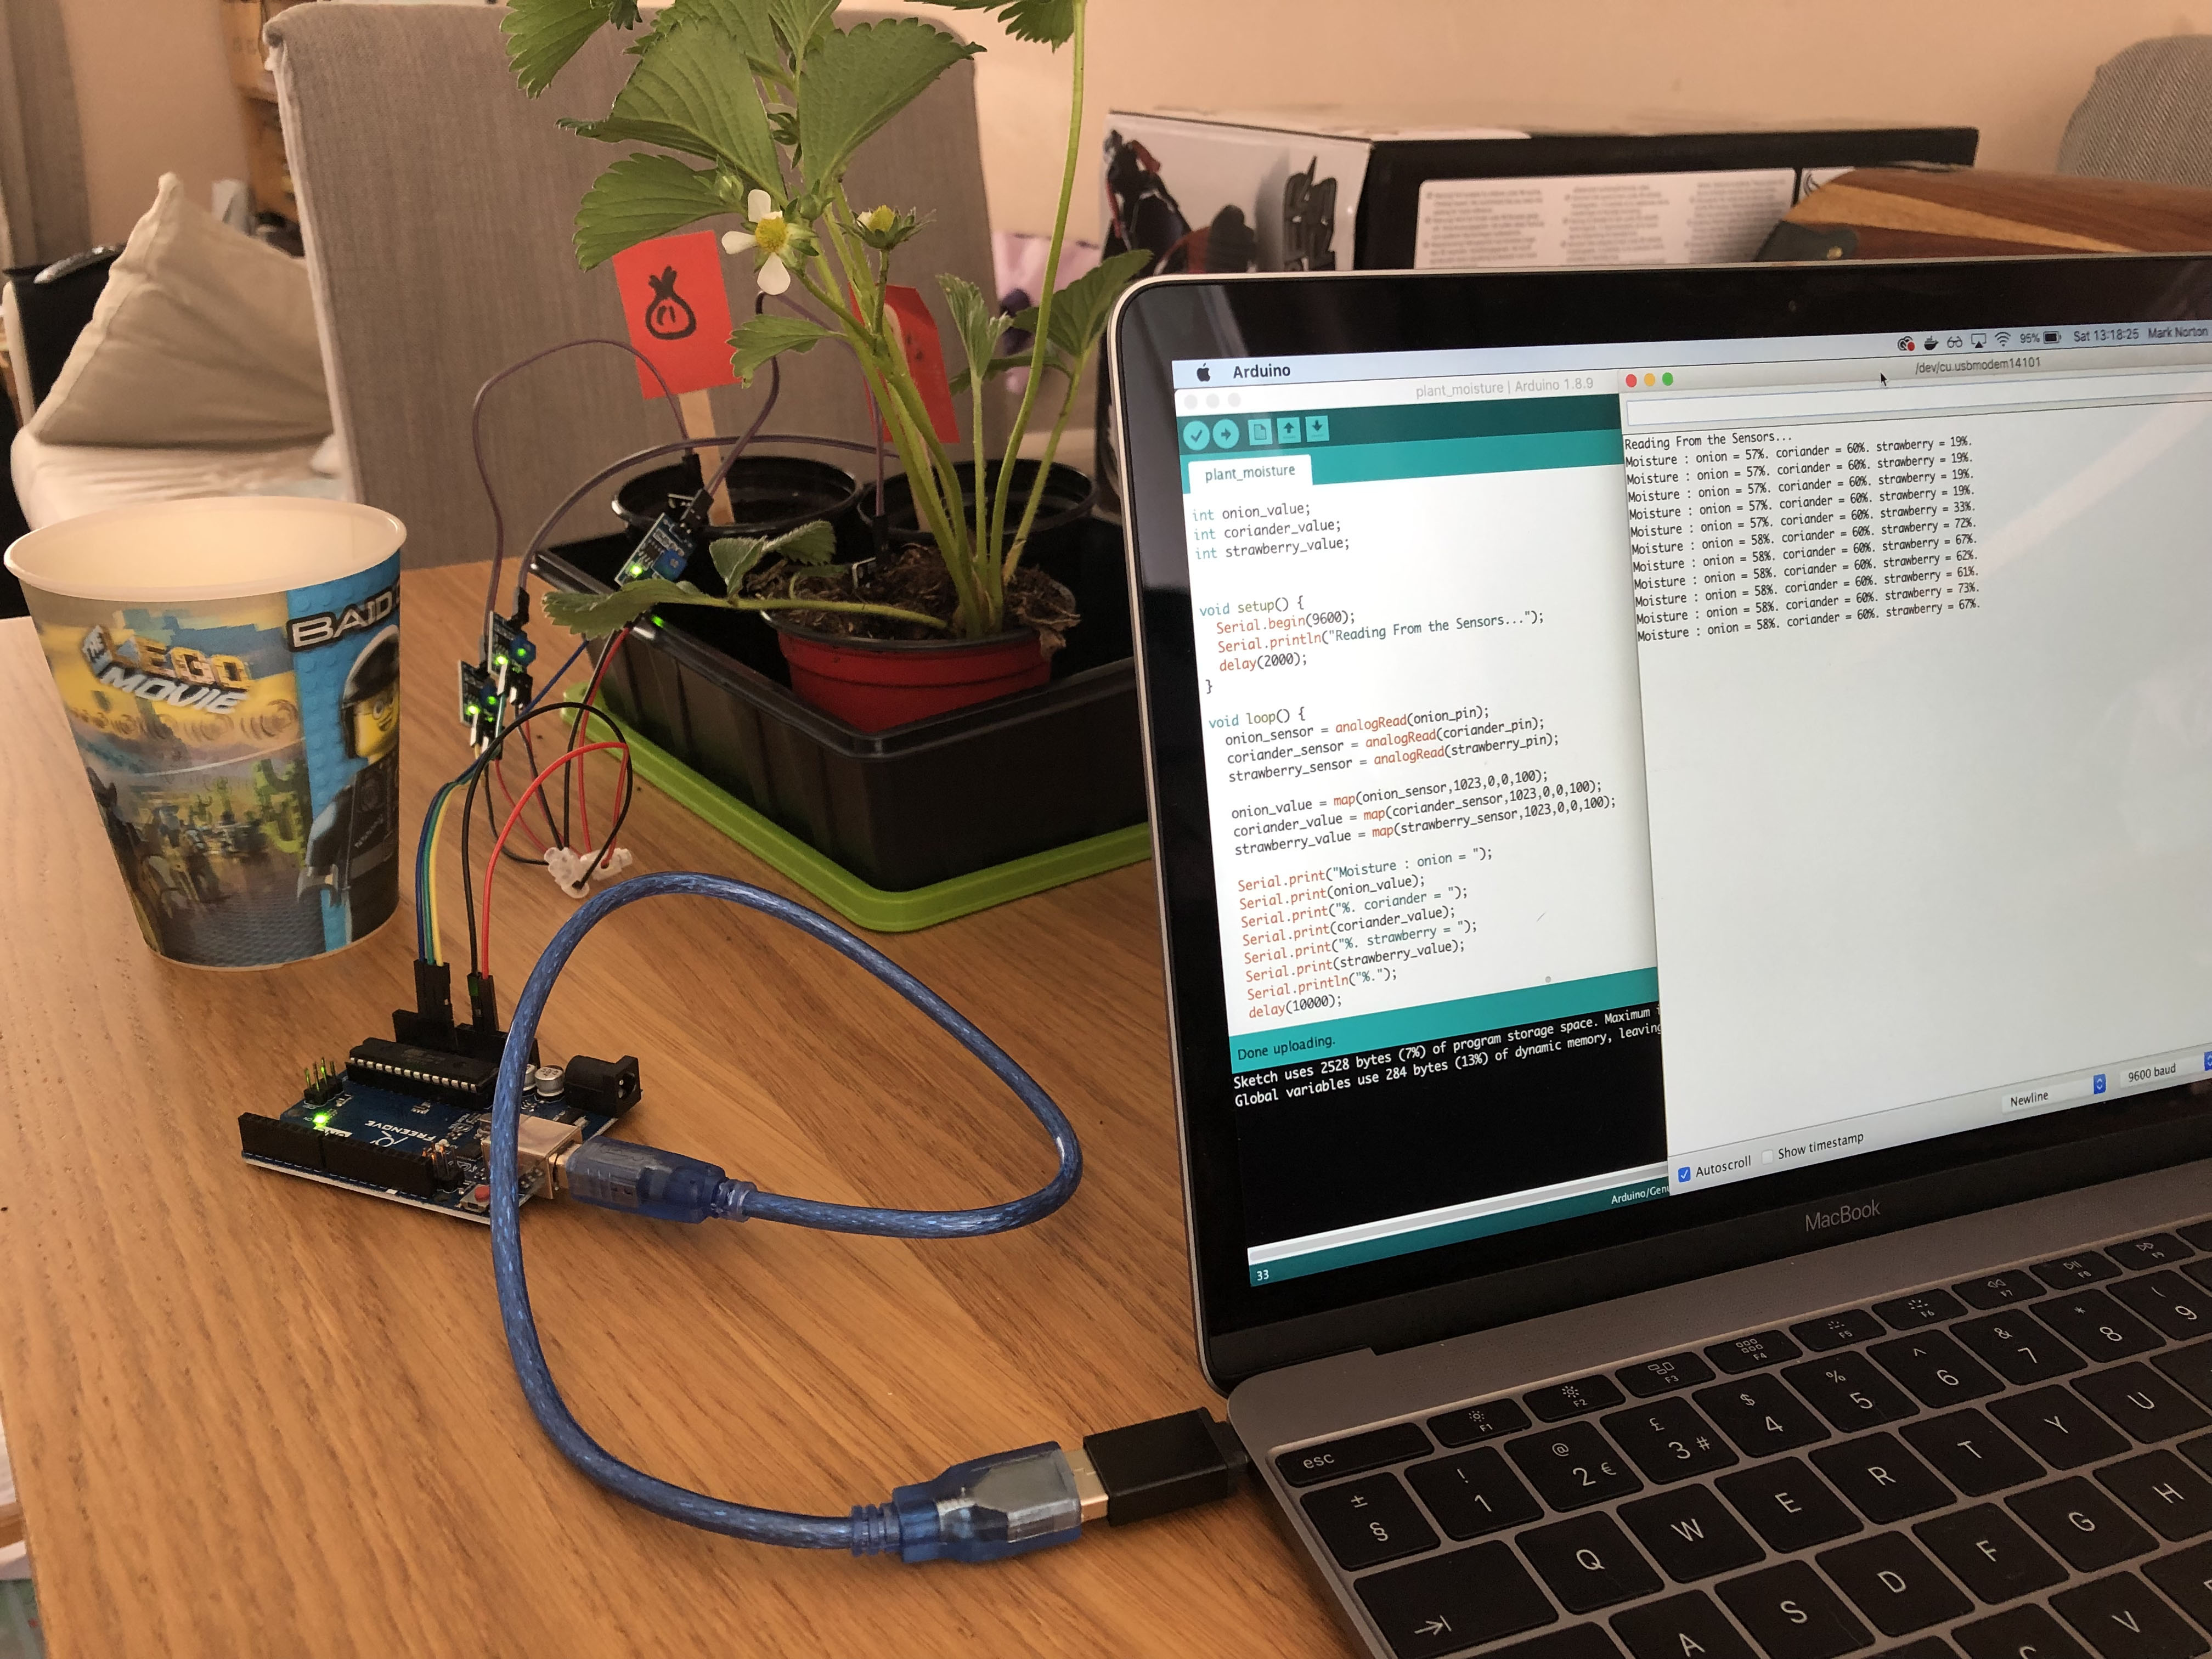 THE LEGO
MOVIE
BAID
FREENOVE
Arduino
95%
Sat 13:18:25
Mark Norton
plant_moisture | Arduino 1.8.9
plant_moisture
int onion_value;
int coriander_value;
int strawberry_value;
void setup() {
Serial.begin(9600);
Serial.println("Reading From the Sensors...");
delay(2000);
}
void loop() {
onion_sensor = analogRead(onion_pin);
coriander_sensor = analogRead(coriander_pin);
strawberry_sensor = analogRead(strawberry_pin);
onion_value = map(onion_sensor,1023,0,0,100);
coriander_value = map(coriander_sensor,1023,0,0,100);
strawberry_value = map(strawberry_sensor,1023,0,0,100);
Serial.print("Moisture : onion = ");
Serial.print(onion_value);
Serial.print("%. coriander = ");
Serial.print(coriander_value);
Serial.print("%. strawberry = ");
Serial.print(strawberry_value);
Serial.println("%.");
delay(10000);
Done uploading.
Sketch uses 2528 bytes (7%) of program storage space. Maximum
Global variables use 284 bytes (13%) of dynamic memory, leaving
33
Arduino/Genu
/dev/cu.usbmodem14101
Reading From the Sensors...
Moisture : onion = 57%. coriander = 60%. strawberry = 19%.
Moisture : onion = 57%. coriander = 60%. strawberry = 19%.
Moisture : onion = 57%. coriander = 60%. strawberry = 19%.
Moisture : onion = 57%. coriander = 60%. strawberry = 19%.
Moisture : onion = 57%. coriander = 60%. strawberry = 33%.
Moisture : onion = 58%. coriander = 60%. strawberry = 72%.
Moisture : onion = 58%. coriander = 60%. strawberry = 67%.
Moisture : onion = 58%. coriander = 60%. strawberry = 62%.
Moisture : onion = 58%. coriander = 60%. strawberry = 61%.
Moisture : onion = 58%. coriander = 60%. strawberry = 73%.
Moisture : onion = 58%. coriander = 60%. strawberry = 67%.
Autoscroll
Show timestamp
Newline
9600 baud
MacBook
esc
F1
F2
F3
F4
F5
F6
F7
F8
F9
± §
! 1
@ 2 €
£ 3 #
$ 4
% 5
^ 6
& 7
* 8
( 9
Q W E R T Y U
A S D F G H
V